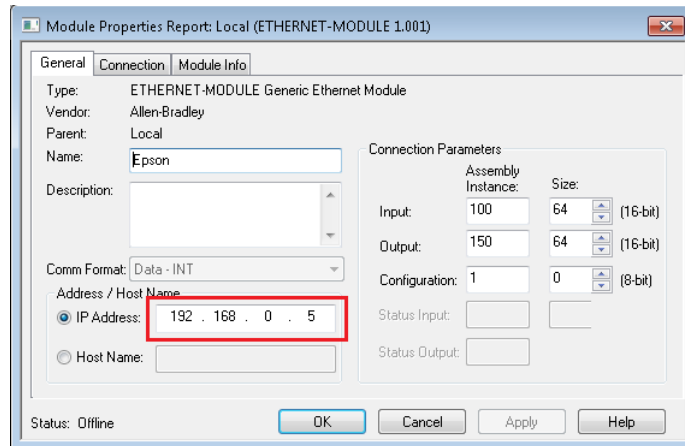 Module Properties Report: Local (ETHERNET-MODULE 1.001)
General Connection Module Info
Type: ETHERNET-MODULE Generic Ethernet Module
Vendor: Allen-Bradley
Parent: Local
Name: Epson
Description:
Comm Format: Data - INT
Address / Host Name
IP Address: 192 . 168 . 0 . 5
Host Name:
Connection Parameters
Assembly
Instance: Size:
Input: 100 64 (16-bit)
Output: 150 64 (16-bit)
Configuration: 1 0 (8-bit)
Status Input:
Status Output:
Status: Offline OK Cancel Apply Help